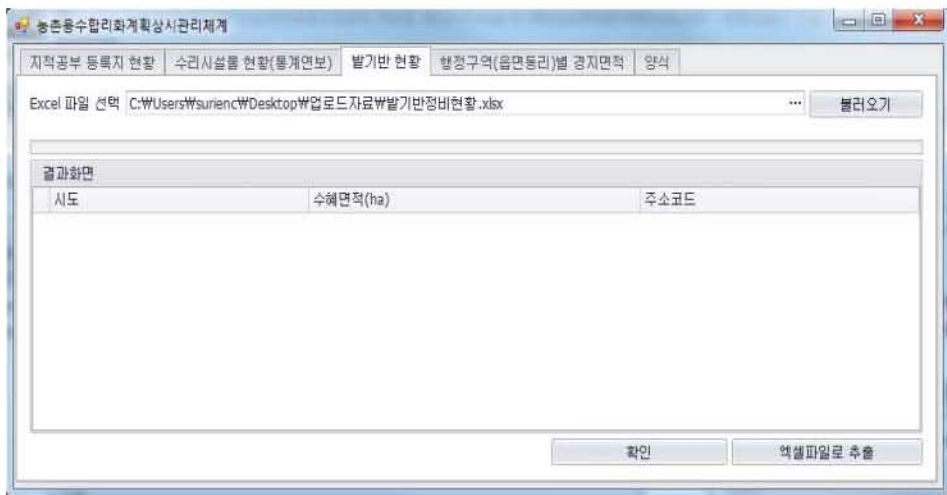 농촌용수합리화계획상시관리체계
지적공부 등록지 현황 수리시설물 현황(통계연보) 밭기반 현황 행정구역(읍면동리)별 경지면적 양식
Excel 파일 선택 C:₩Users₩surienc₩Desktop₩업로드자료₩밭기반정비현황.xlsx ... 불러오기
결과화면
시도 수혜면적(ha) 주소코드
확인 엑셀파일로 추출